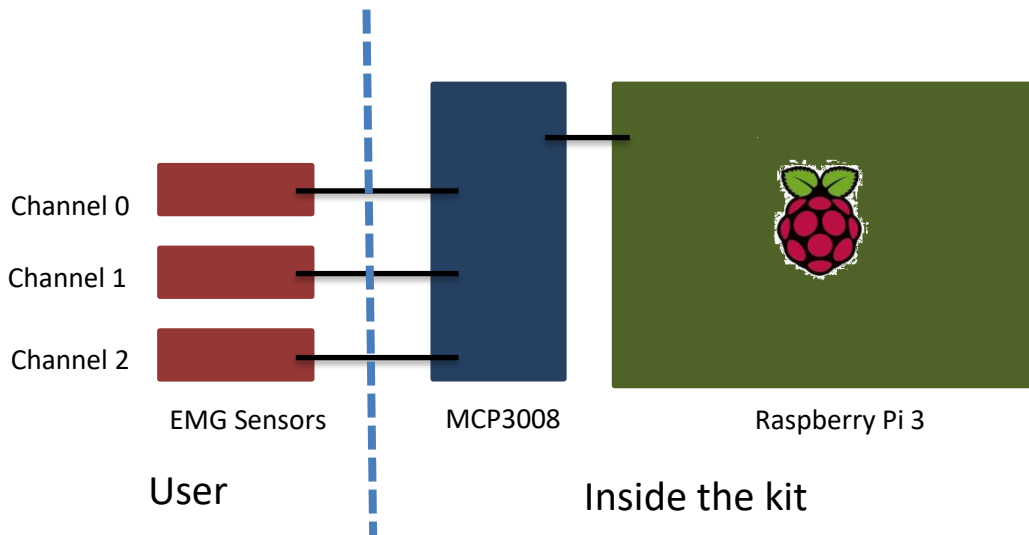 Channel 0
Channel 1
Channel 2
EMG Sensors
MCP3008
Raspberry Pi 3
User
Inside the kit